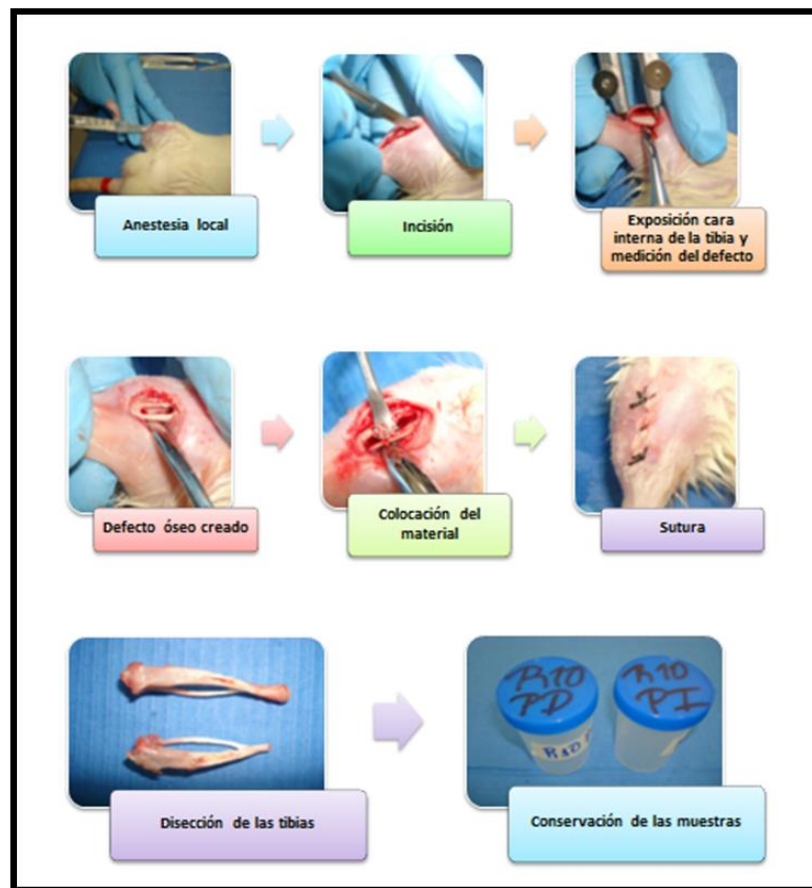 Anestesia local
Incisión
Exposición cara
interna de la tibia y
medición del defecto
Defecto óseo creado
Colocación del
material
Sutura
R10
PD
R10
PI
Disección de las tibias
Conservación de las muestras